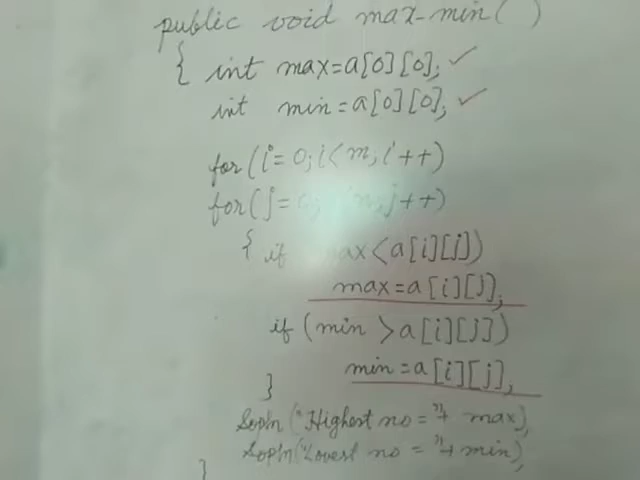 public void max-min( )
{ int max=a[0][0];
int min=a[0][0];
for(i=0;i<m;i++)
for(j= j++)
{ if max<a[i][j])
max=a[i][j];
if (min >a[i][j])
min=a[i][j];
}
Sopln("Highest no ="+ max);
Sopln("Lowest no ="+ min);
}